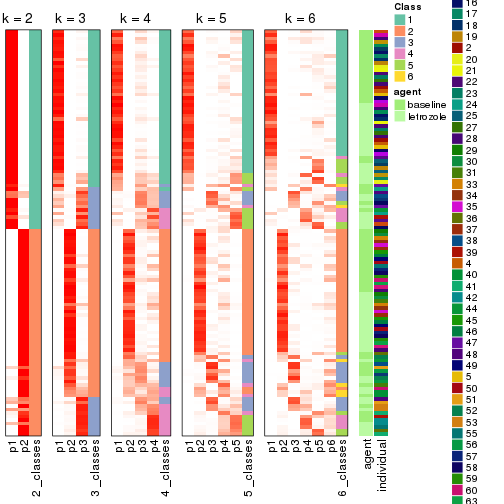 k = 2
k = 3
k = 4
k = 5
k = 6
p1
p2
2_classes
p1
p2
p3
3_classes
p1
p2
p3
p4
4_classes
p1
p2
p3
p4
p5
5_classes
p1
p2
p3
p4
p5
p6
6_classes
agent
individual
Class
1
2
3
4
5
6
agent
baseline
letrozole
16
17
18
19
2
20
21
22
23
24
25
27
28
29
30
31
33
34
35
36
37
38
39
4
40
41
42
44
45
46
47
48
49
5
50
51
52
53
55
56
57
58
59
60
63